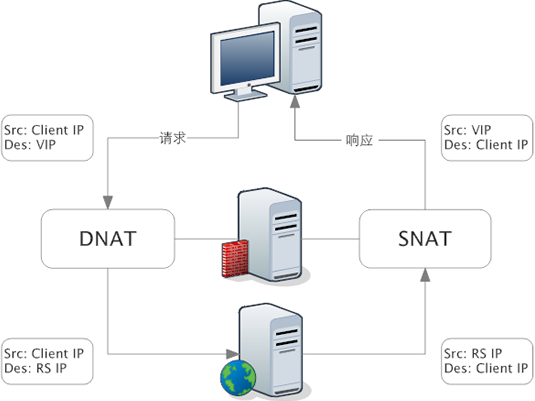 请求
响应
Src: Client IP
Des: VIP
Src: VIP
Des: Client IP
DNAT
SNAT
Src: Client IP
Des: RS IP
Src: RS IP
Des: Client IP